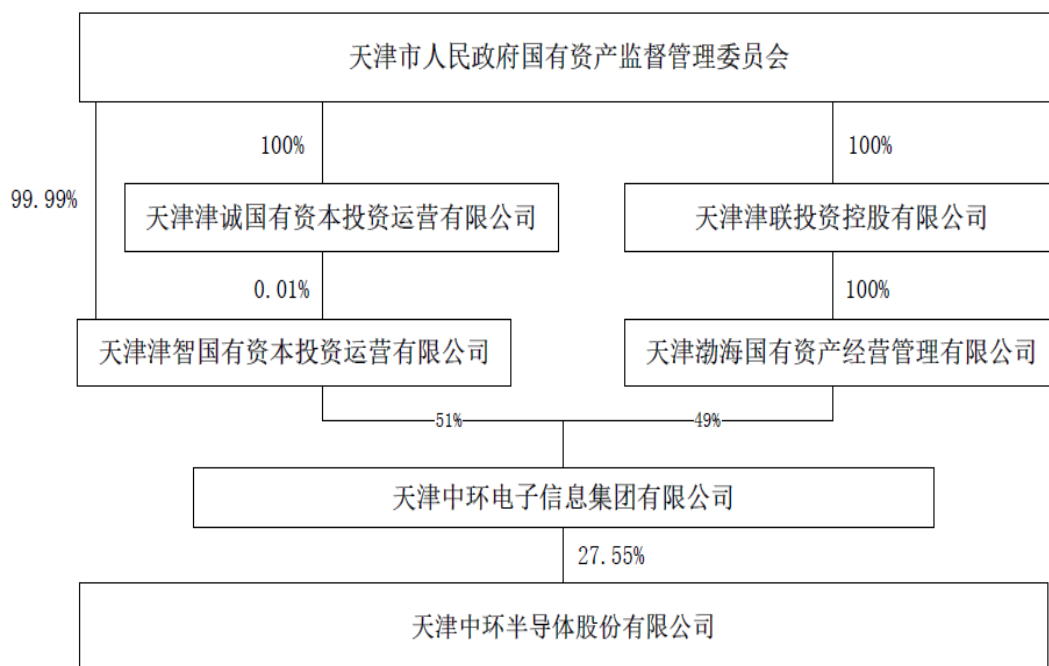 天津市人民政府国有资产监督管理委员会
100%
100%
99.99%
天津津诚国有资本投资运营有限公司
天津津联投资控股有限公司
0.01%
100%
天津津智国有资本投资运营有限公司
天津渤海国有资产经营管理有限公司
51%
49%
天津中环电子信息集团有限公司
27.55%
天津中环半导体股份有限公司